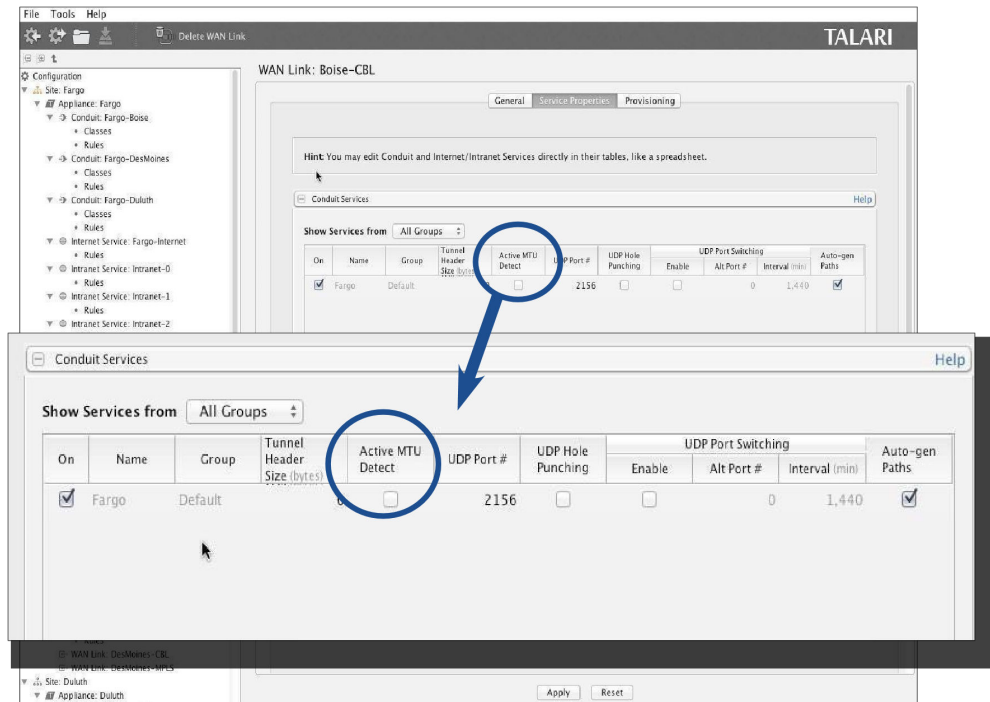 File Tools Help
Delete WAN Link
TALARI
Configuration
Site: Fargo
Appliance: Fargo
Conduit: Fargo-Boise
Classes
Rules
Conduit: Fargo-DesMoines
Classes
Rules
Conduit: Fargo-Duluth
Classes
Rules
Internet Service: Fargo-Internet
Rules
Intranet Service: Intranet-0
Rules
Intranet Service: Intranet-1
Rules
Intranet Service: Intranet-2
WAN Link: Boise-CBL
General Service Properties Provisioning
Hint: You may edit Conduit and Internet/Intranet Services directly in their tables, like a spreadsheet.
Conduit Services Help
Show Services from All Groups
On Name Group Tunnel Header Size (bytes) Active MTU Detect UDP Port # UDP Hole Punching UDP Port Switching Enable Alt Port # Interval (min) Auto-gen Paths
Fargo Default 2156 0 1,440
Conduit Services Help
Show Services from All Groups
On Name Group Tunnel Header Size (bytes) Active MTU Detect UDP Port # UDP Hole Punching UDP Port Switching Enable Alt Port # Interval (min) Auto-gen Paths
Fargo Default 2156 0 1,440
WAN Link: DesMoines-CBL
WAN Link: DesMoines-MPLS
Site: Duluth
Appliance: Duluth
Apply Reset